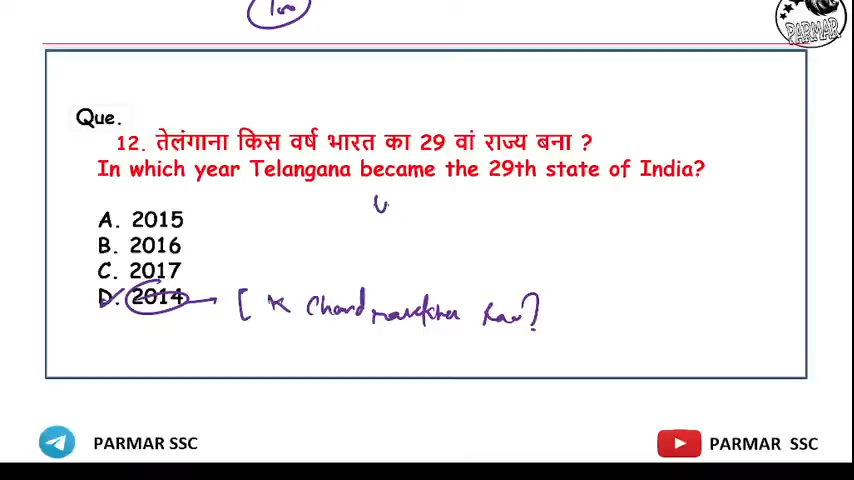 100
PARMAR
Que.
12. तेलंगाना किस वर्ष भारत का 29 वां राज्य बना ?
In which year Telangana became the 29th state of India?
A. 2015
B. 2016
C. 2017
D. 2014 → [ K Chandrasekhar Rao ]
PARMAR SSC
PARMAR SSC